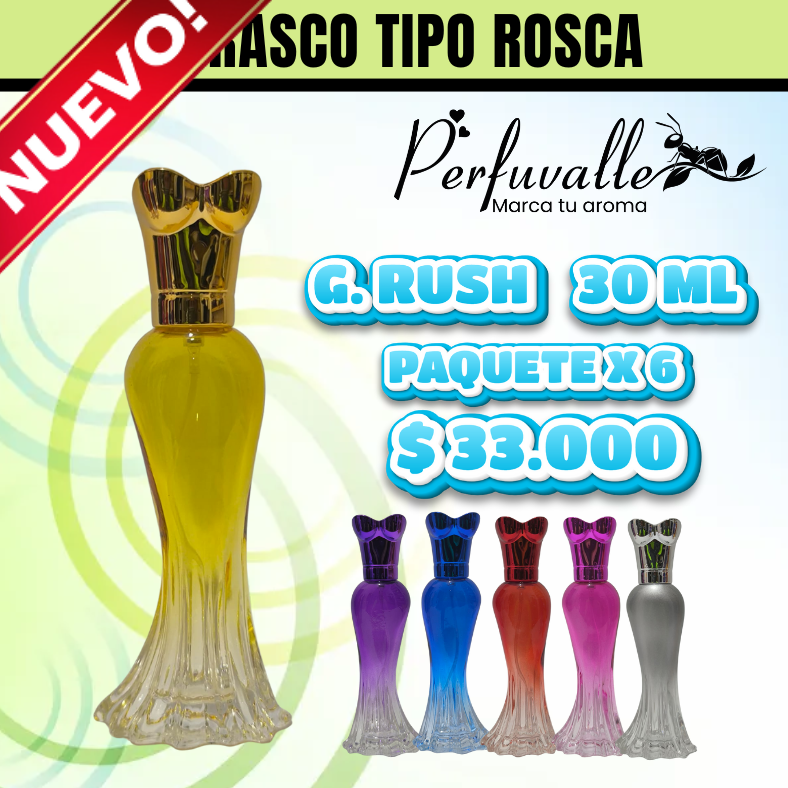 NUEVO!
RASCO TIPO ROSCA
Perfuvalle
Marca tu aroma
G. RUSH 30 ML
PAQUETE X 6
$ 33.000